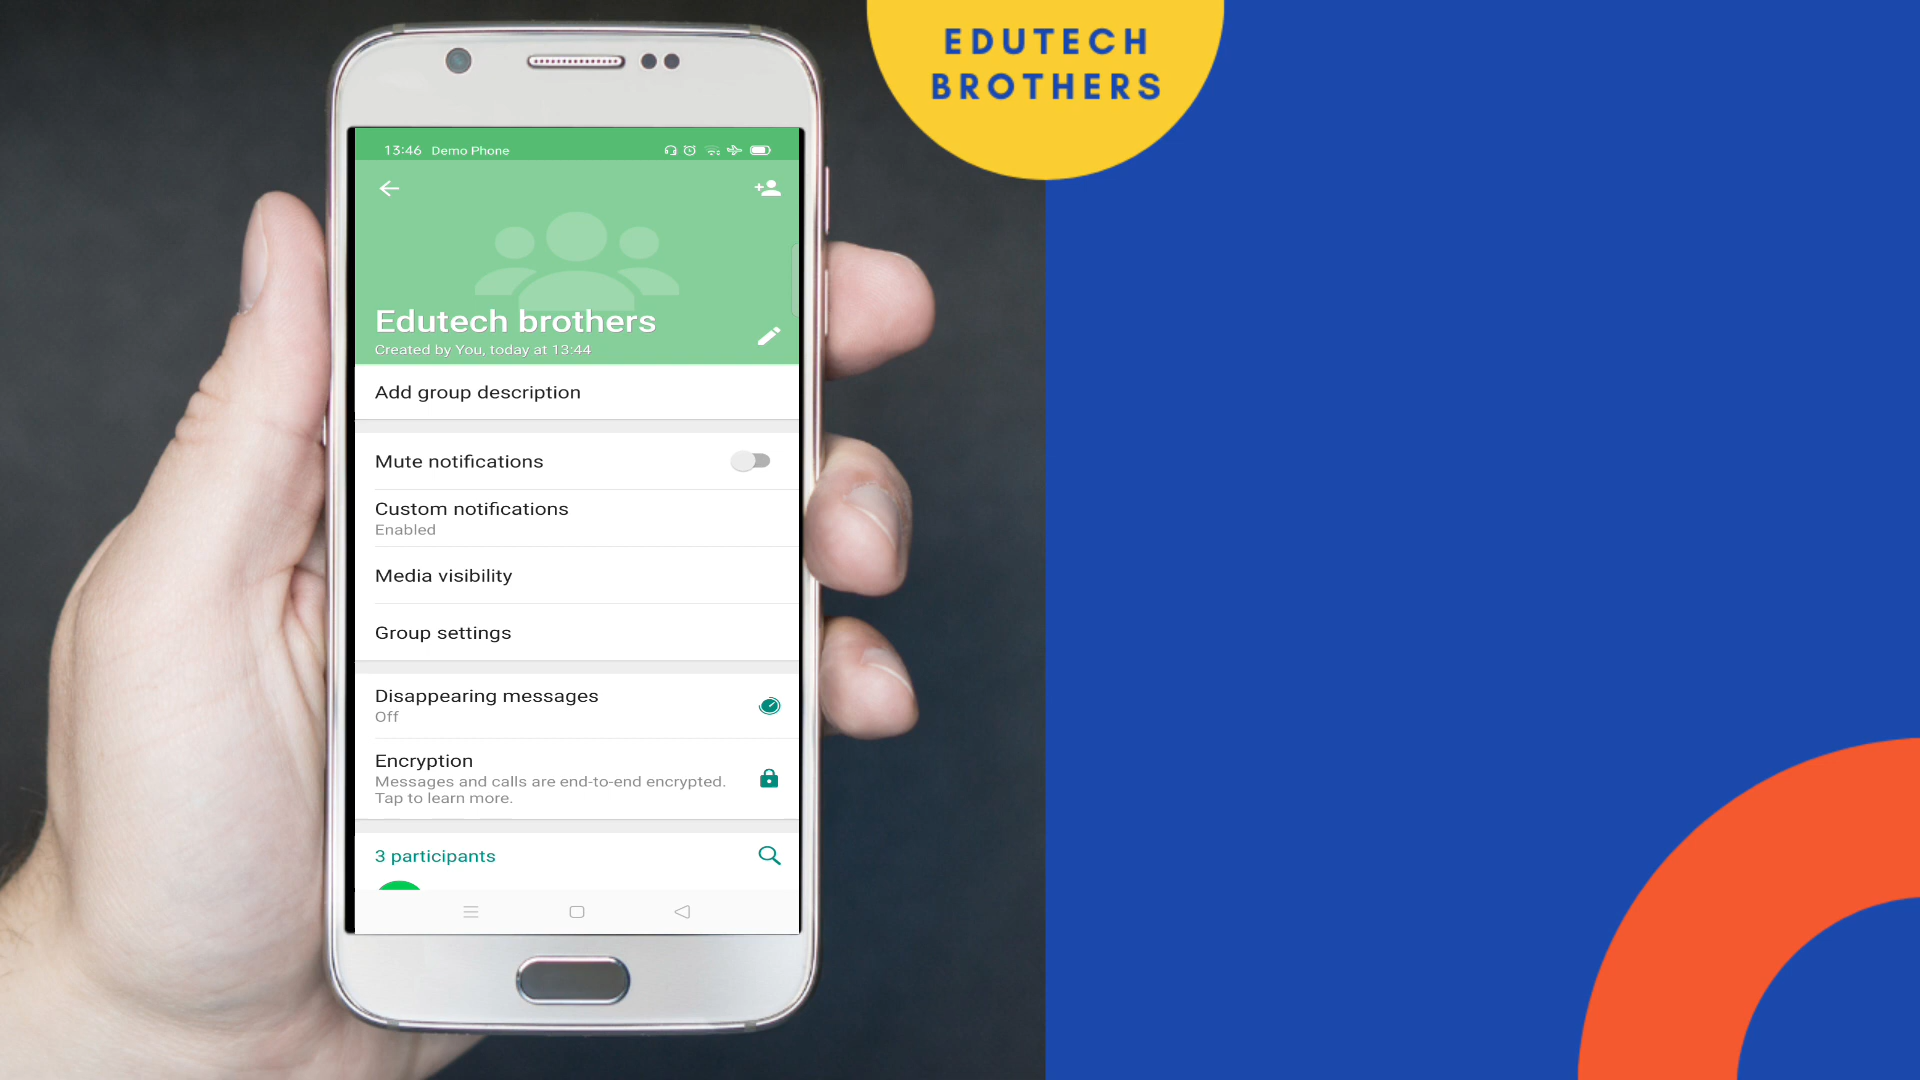 EDUTECH
BROTHERS
13:46 Demo Phone
Edutech brothers
Created by You, today at 13:44
Add group description
Mute notifications
Custom notifications
Enabled
Media visibility
Group settings
Disappearing messages
Off
Encryption
Messages and calls are end-to-end encrypted.
Tap to learn more.
3 participants